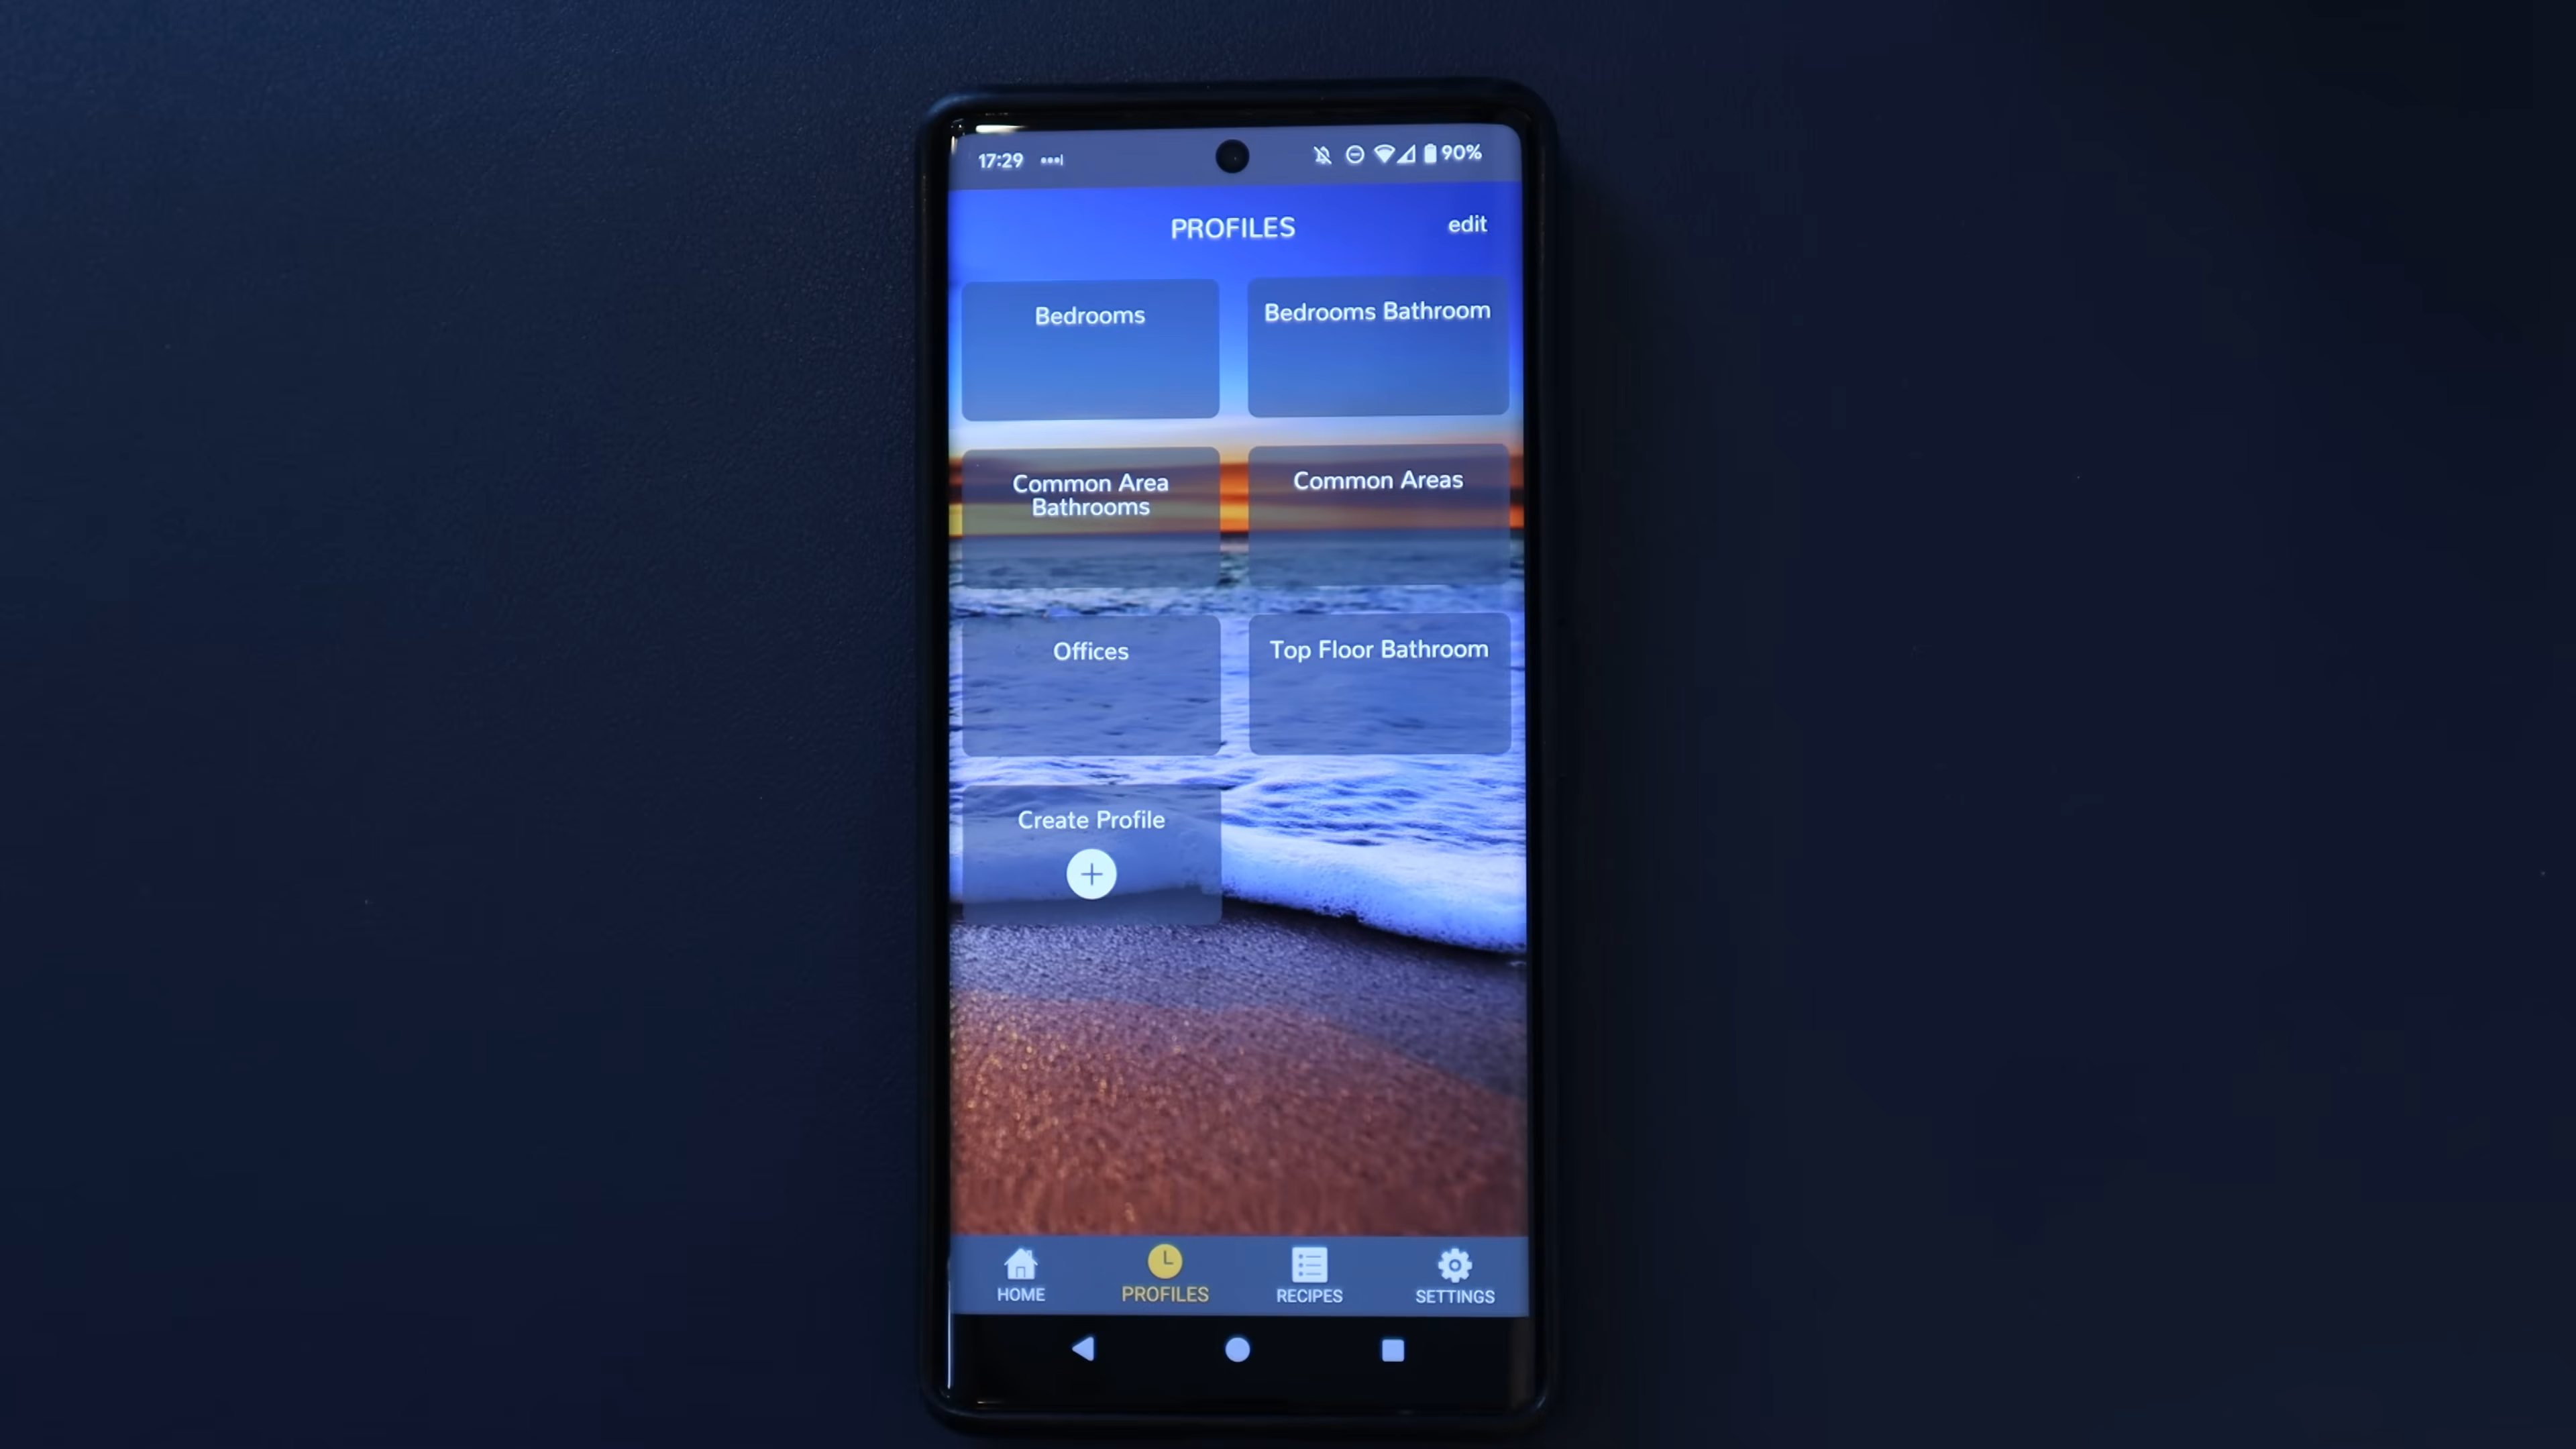 17:29
90%
PROFILES
edit
Bedrooms
Bedrooms Bathroom
Common Area
Bathrooms
Common Areas
Offices
Top Floor Bathroom
Create Profile
HOME
PROFILES
RECIPES
SETTINGS